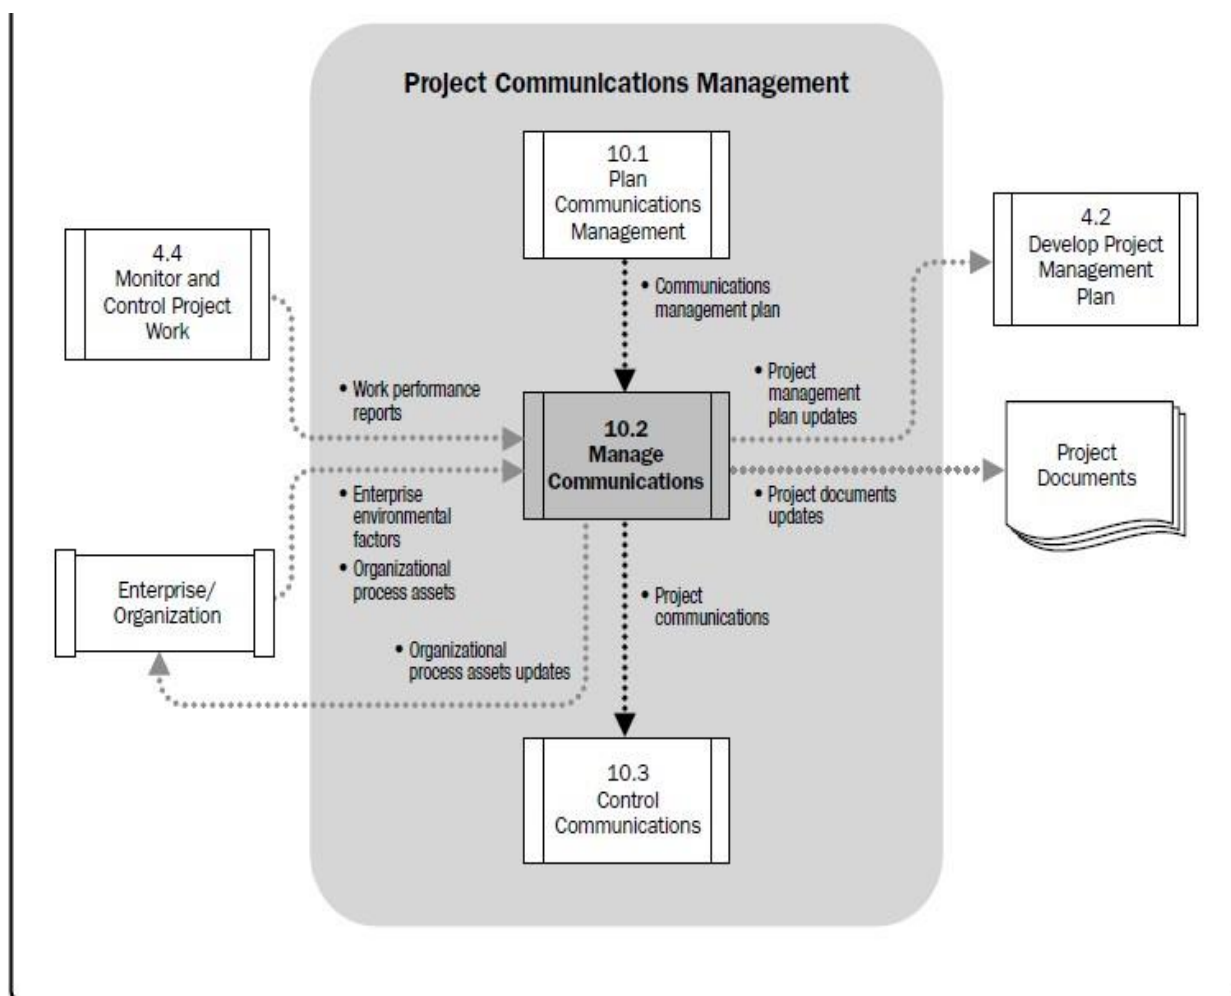 Project Communications Management
10.1
Plan
Communications
Management
4.2
Develop Project
Management
Plan
4.4
Monitor and
Control Project
Work
• Communications
management plan
• Work performance
reports
• Project
management
plan updates
10.2
Manage
Communications
Project
Documents
• Enterprise
environmental
factors
• Project documents
updates
• Organizational
process assets
Enterprise/
Organization
• Project
communications
• Organizational
process assets updates
10.3
Control
Communications